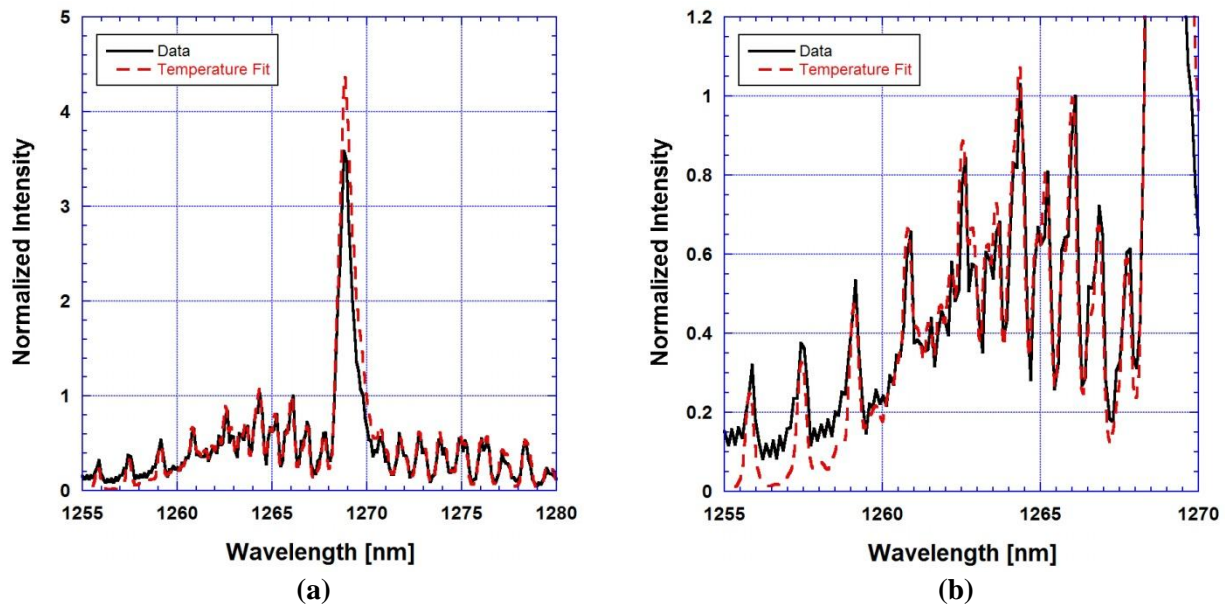 5
4
3
2
1
0
Normalized Intensity
Data
Temperature Fit
1255
1260
1265
1270
1275
1280
Wavelength [nm]
(a)
1.2
1
0.8
0.6
0.4
0.2
0
Normalized Intensity
Data
Temperature Fit
1255
1260
1265
1270
Wavelength [nm]
(b)